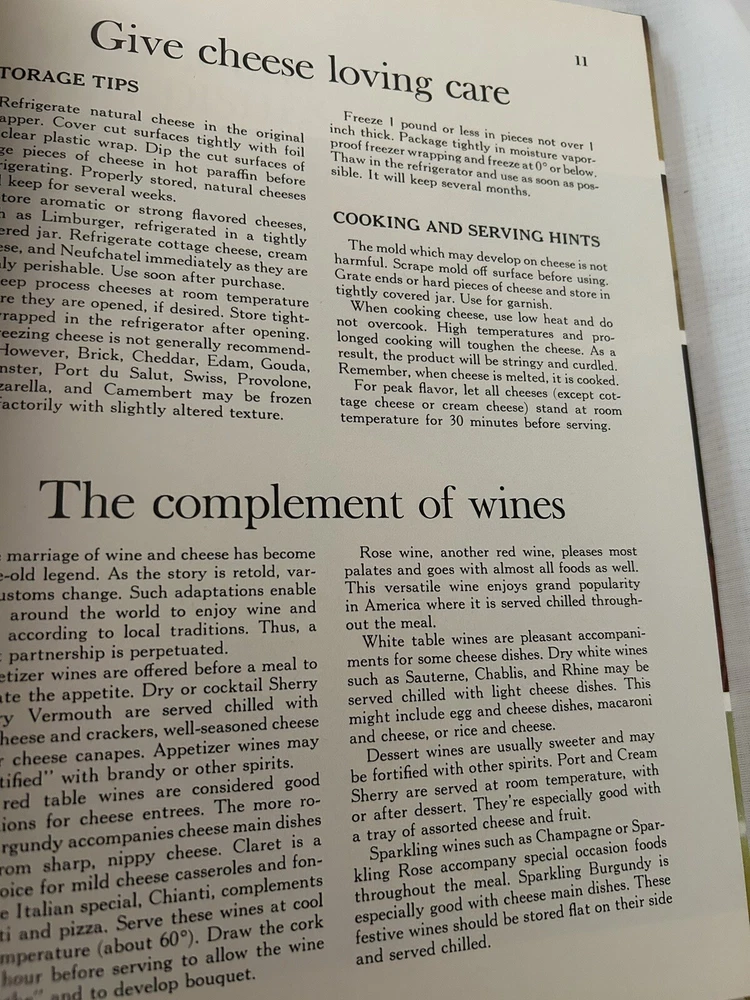 11
Give cheese loving care
TORAGE TIPS
Refrigerate natural cheese in the original
apper. Cover cut surfaces tightly with foil
clear plastic wrap. Dip the cut surfaces of
ge pieces of cheese in hot paraffin before
rigerating. Properly stored, natural cheeses
l keep for several weeks.
tore aromatic or strong flavored cheeses,
h as Limburger, refrigerated in a tightly
ered jar. Refrigerate cottage cheese, cream
ese, and Neufchatel immediately as they are
ly perishable. Use soon after purchase.
eep process cheeses at room temperature
re they are opened, if desired. Store tight-
wrapped in the refrigerator after opening.
eezing cheese is not generally recommend-
However, Brick, Cheddar, Edam, Gouda,
nster, Port du Salut, Swiss, Provolone,
zarella, and Camembert may be frozen
factorily with slightly altered texture.
Freeze 1 pound or less in pieces not over 1
inch thick. Package tightly in moisture vapor-
proof freezer wrapping and freeze at 0° or below.
Thaw in the refrigerator and use as soon as pos-
sible. It will keep several months.
COOKING AND SERVING HINTS
The mold which may develop on cheese is not
harmful. Scrape mold off surface before using.
Grate ends or hard pieces of cheese and store in
tightly covered jar. Use for garnish.
When cooking cheese, use low heat and do
not overcook. High temperatures and pro-
longed cooking will toughen the cheese. As a
result, the product will be stringy and curdled.
Remember, when cheese is melted, it is cooked.
For peak flavor, let all cheeses (except cot-
tage cheese or cream cheese) stand at room
temperature for 30 minutes before serving.
The complement of wines
marriage of wine and cheese has become
e-old legend. As the story is retold, var-
ustoms change. Such adaptations enable
around the world to enjoy wine and
according to local traditions. Thus, a
t partnership is perpetuated.
etizer wines are offered before a meal to
ate the appetite. Dry or cocktail Sherry
ry Vermouth are served chilled with
heese and crackers, well-seasoned cheese
r cheese canapes. Appetizer wines may
tified" with brandy or other spirits.
red table wines are considered good
ions for cheese entrees. The more ro-
rgundy accompanies cheese main dishes
rom sharp, nippy cheese. Claret is a
oice for mild cheese casseroles and fon-
e Italian special, Chianti, complements
ti and pizza. Serve these wines at cool
mperature (about 60°). Draw the cork
hour before serving to allow the wine
" and to develop bouquet.
Rose wine, another red wine, pleases most
palates and goes with almost all foods as well.
This versatile wine enjoys grand popularity
in America where it is served chilled through-
out the meal.
White table wines are pleasant accompani-
ments for some cheese dishes. Dry white wines
such as Sauterne, Chablis, and Rhine may be
served chilled with light cheese dishes. This
might include egg and cheese dishes, macaroni
and cheese, or rice and cheese.
Dessert wines are usually sweeter and may
be fortified with other spirits. Port and Cream
Sherry are served at room temperature, with
or after dessert. They're especially good with
a tray of assorted cheese and fruit.
Sparkling wines such as Champagne or Spar-
kling Rose accompany special occasion foods
throughout the meal. Sparkling Burgundy is
especially good with cheese main dishes. These
festive wines should be stored flat on their side
and served chilled.